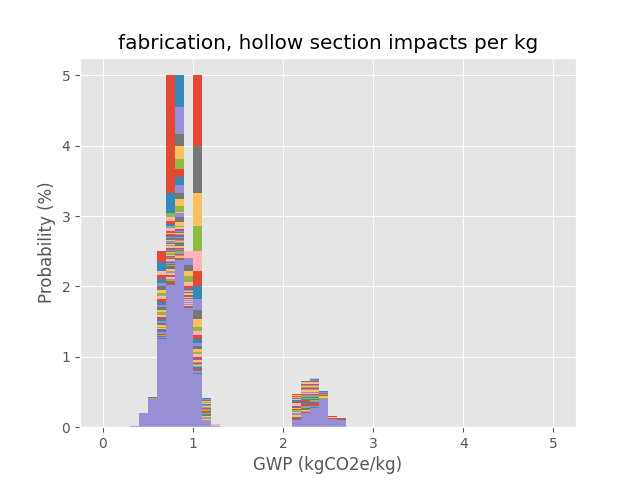 fabrication, hollow section impacts per kg
5
4
3
2
1
0
Probability (%)
0 1 2 3 4 5
GWP (kgCO2e/kg)